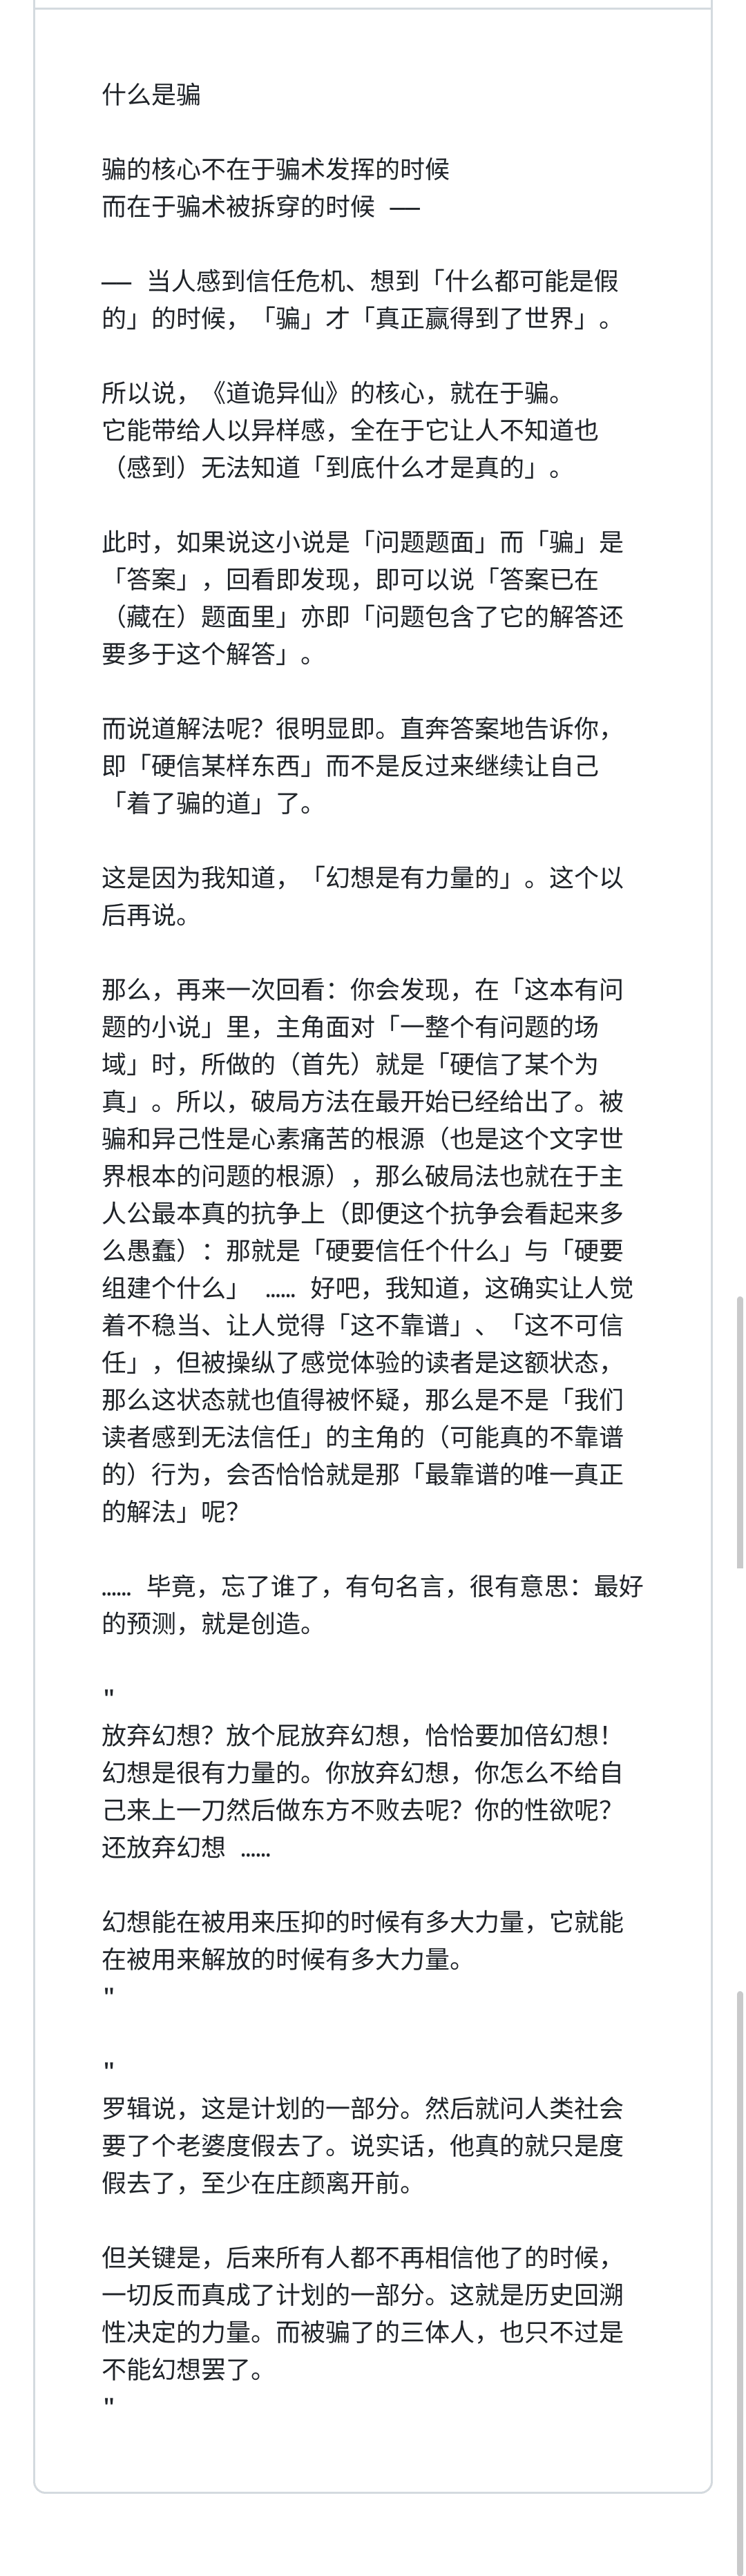 什么是骗
骗的核心不在于骗术发挥的时候
而在于骗术被拆穿的时候 ——
—— 当人感到信任危机、想到「什么都可能是假
的」的时候，「骗」才「真正赢得到了世界」。
所以说，《道诡异仙》的核心，就在于骗。
它能带给人以异样感，全在于它让人不知道也
（感到）无法知道「到底什么才是真的」。
此时，如果说这小说是「问题题面」而「骗」是
「答案」，回看即发现，即可以说「答案已在
（藏在）题面里」亦即「问题包含了它的解答还
要多于这个解答」。
而说道解法呢？很明显即。直奔答案地告诉你，
即「硬信某样东西」而不是反过来继续让自己
「着了骗的道」了。
这是因为我知道，「幻想是有力量的」。这个以
后再说。
那么，再来一次回看：你会发现，在「这本有问
题的小说」里，主角面对「一整个有问题的场
域」时，所做的（首先）就是「硬信了某个为
真」。所以，破局方法在最开始已经给出了。被
骗和异己性是心素痛苦的根源（也是这个文字世
界根本的问题的根源），那么破局法也就在于主
人公最本真的抗争上（即便这个抗争会看起来多
么愚蠢）：那就是「硬要信任个什么」与「硬要
组建个什么」 …… 好吧，我知道，这确实让人觉
着不稳当、让人觉得「这不靠谱」、「这不可信
任」，但被操纵了感觉体验的读者是这额状态，
那么这状态就也值得被怀疑，那么是不是「我们
读者感到无法信任」的主角的（可能真的不靠谱
的）行为，会否恰恰就是那「最靠谱的唯一真正
的解法」呢？
…… 毕竟，忘了谁了，有句名言，很有意思：最好
的预测，就是创造。
"
放弃幻想？放个屁放弃幻想，恰恰要加倍幻想！
幻想是很有力量的。你放弃幻想，你怎么不给自
己来上一刀然后做东方不败去呢？你的性欲呢？
还放弃幻想 ……
幻想能在被用来压抑的时候有多大力量，它就能
在被用来解放的时候有多大力量。
"
"
罗辑说，这是计划的一部分。然后就问人类社会
要了个老婆度假去了。说实话，他真的就只是度
假去了，至少在庄颜离开前。
但关键是，后来所有人都不再相信他了的时候，
一切反而真成了计划的一部分。这就是历史回溯
性决定的力量。而被骗了的三体人，也只不过是
不能幻想罢了。
"